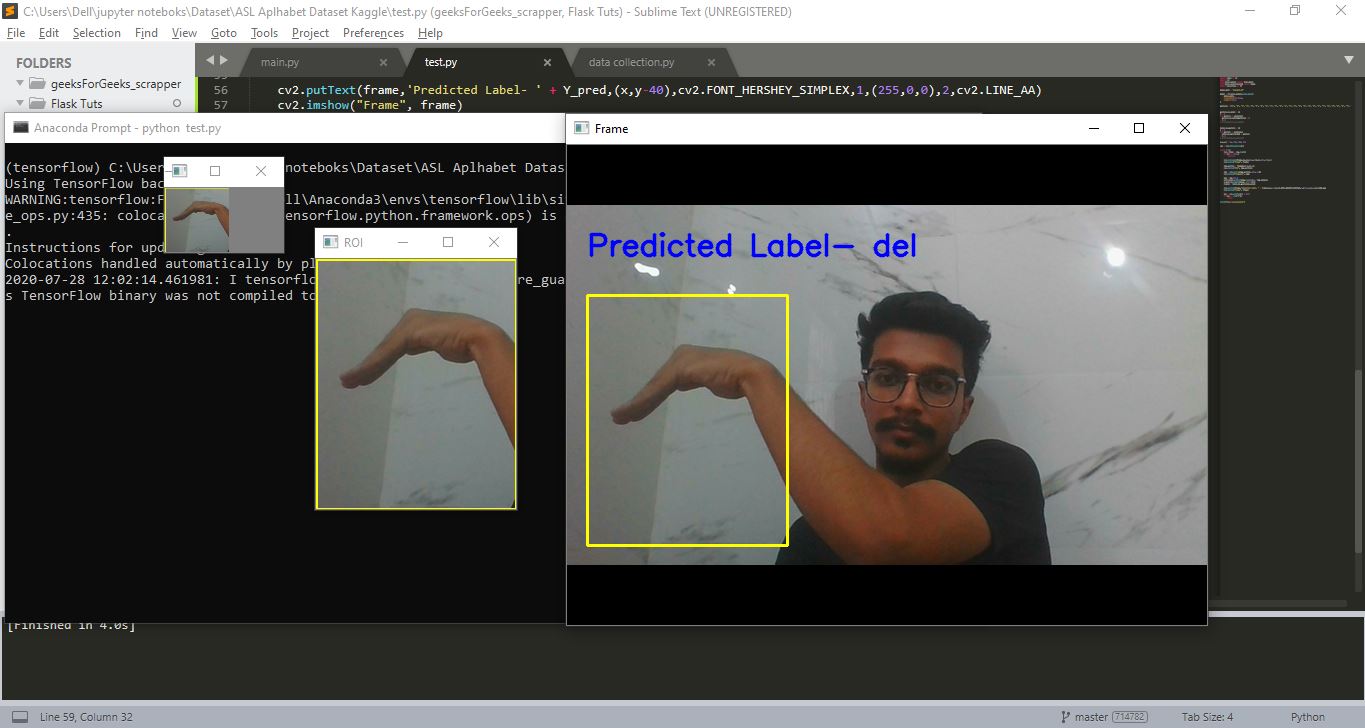 C:\Users\Dell\jupyter noteboks\Dataset\ASL Aplhabet Dataset Kaggle\test.py (geeksForGeeks_scrapper, Flask Tuts) - Sublime Text (UNREGISTERED)
File Edit Selection Find View Goto Tools Project Preferences Help
FOLDERS
geeksForGeeks_scrapper
Flask Tuts
main.py test.py data collection.py
56 cv2.putText(frame,'Predicted Label- ' + Y_pred,(x,y-40),cv2.FONT_HERSHEY_SIMPLEX,1,(255,0,0),2,cv2.LINE_AA)
57 cv2.imshow("Frame", frame)
Anaconda Prompt - python test.py
(tensorflow) C:\User noteboks\Dataset\ASL Aplhabet Datas
Using TensorFlow bac
WARNING:tensorflow:F ll\Anaconda3\envs\tensorflow\lib\si
e_ops.py:435: coloca tensorflow.python.framework.ops) is
.
Instructions for upd
Colocations handled automatically by pl
2020-07-28 12:02:14.461981: I tensorflo re_gua
s TensorFlow binary was not compiled to
ROI
Frame
Predicted Label- del
[Finished in 4.0s]
Line 59, Column 32
master 714782 Tab Size: 4 Python